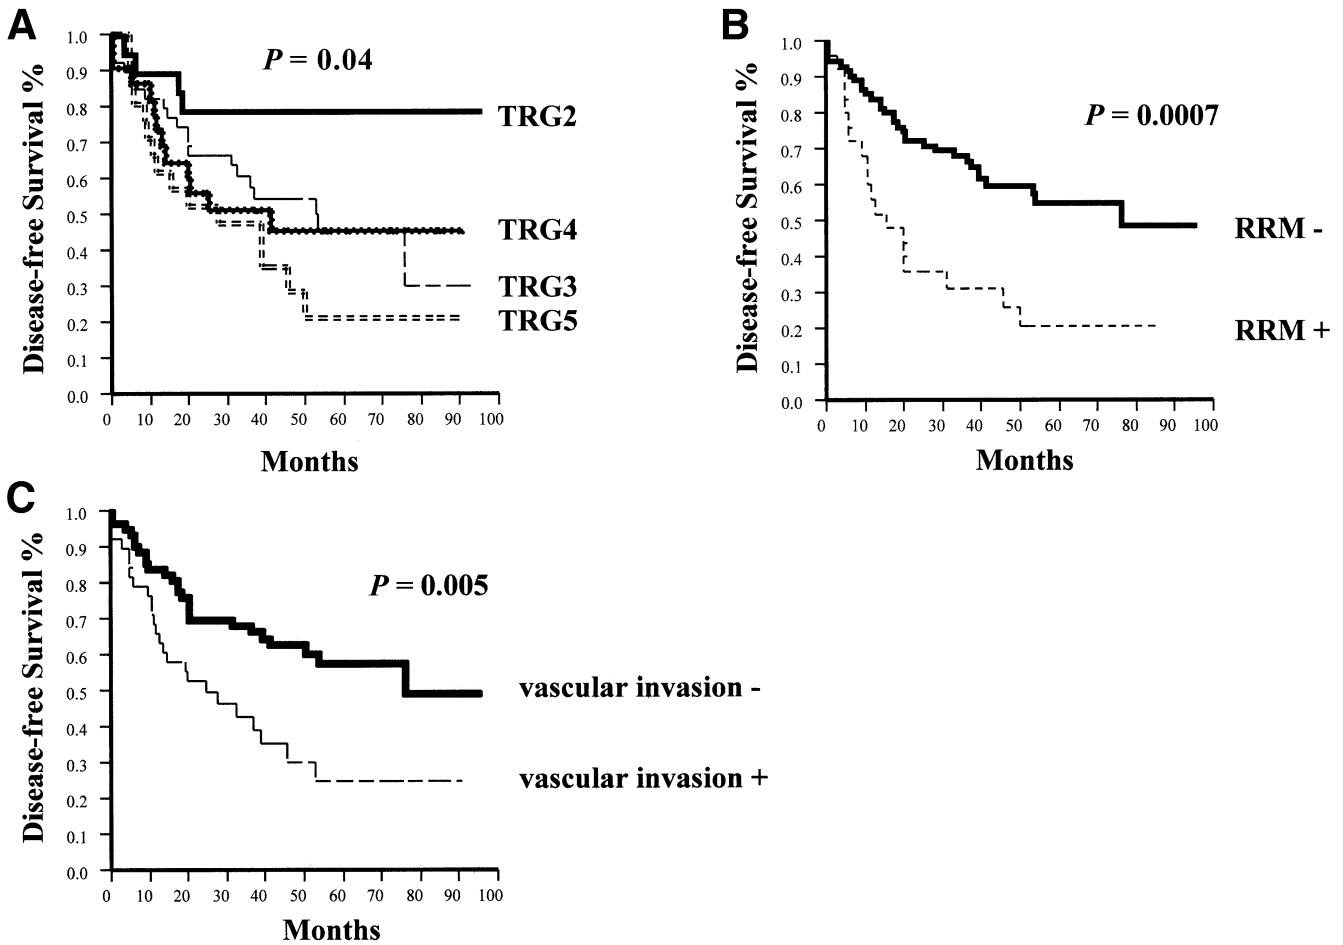 A
Disease-free Survival %
1.0
0.9
0.8
0.7
0.6
0.5
0.4
0.3
0.2
0.1
0.0
P = 0.04
TRG2
TRG4
TRG3
TRG5
0 10 20 30 40 50 60 70 80 90 100
Months
B
Disease-free Survival %
1.0
0.9
0.8
0.7
0.6
0.5
0.4
0.3
0.2
0.1
0.0
P = 0.0007
RRM -
RRM +
0 10 20 30 40 50 60 70 80 90 100
Months
C
Disease-free Survival %
1.0
0.9
0.8
0.7
0.6
0.5
0.4
0.3
0.2
0.1
0.0
P = 0.005
vascular invasion -
vascular invasion +
0 10 20 30 40 50 60 70 80 90 100
Months